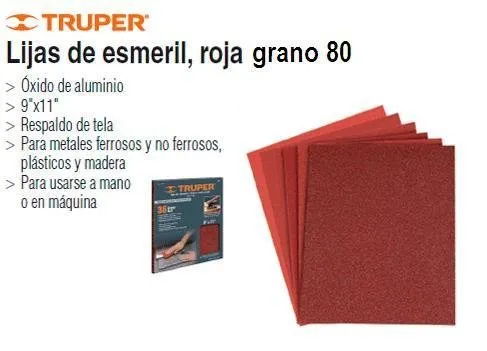 TRUPER®
Lijas de esmeril, roja grano 80
> Óxido de aluminio
> 9"x11"
> Respaldo de tela
> Para metales ferrosos y no ferrosos,
plásticos y madera
> Para usarse a mano
o en máquina
TRUPER